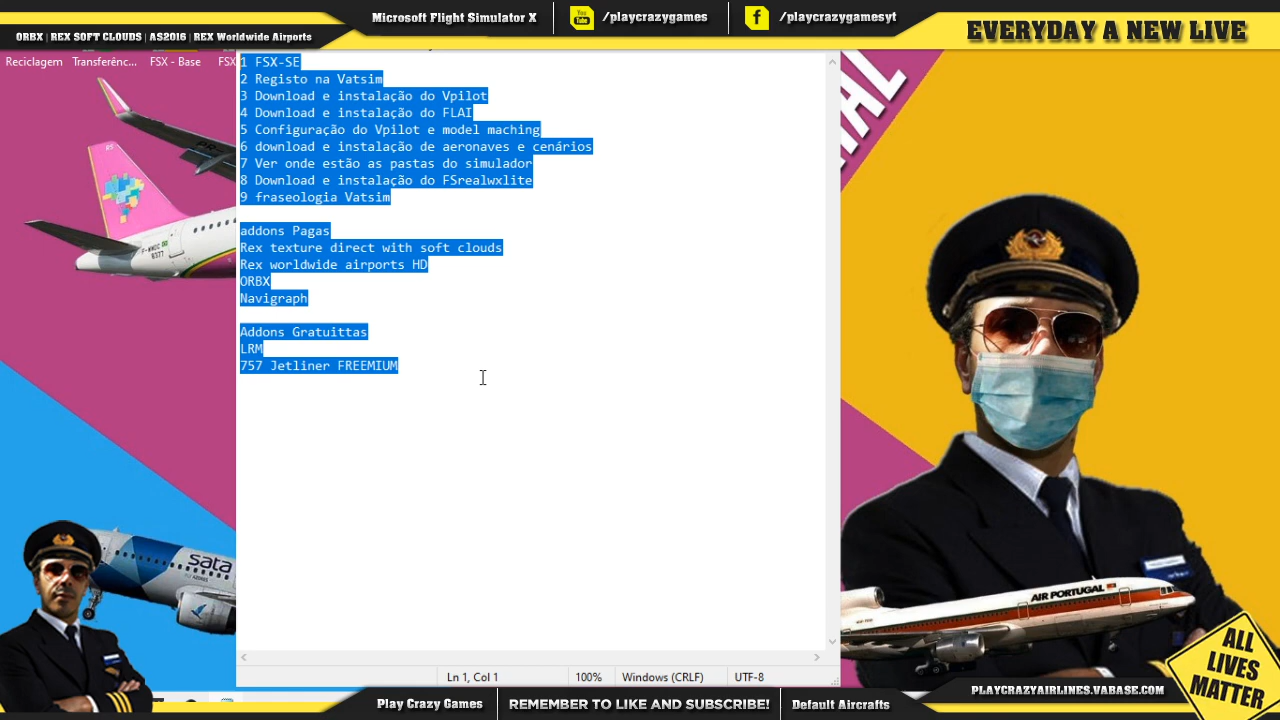 Microsoft Flight Simulator X
You Tube
/playcrazygames
/playcrazygamesyt
EVERYDAY A NEW LIVE
ORBX | REX SOFT CLOUDS | AS2016 | REX Worldwide Airports
Reciclagem
Transferênc...
FSX - Base
FSX
1 FSX-SE
2 Registo na Vatsim
3 Download e instalação do Vpilot
4 Download e instalação do FLAI
5 Configuração do Vpilot e model maching
6 download e instalação de aeronaves e cenários
7 Ver onde estão as pastas do simulador
8 Download e instalação do FSrealwxlite
9 fraseologia Vatsim
addons Pagas
Rex texture direct with soft clouds
Rex worldwide airports HD
ORBX
Navigraph
Addons Gratuittas
LRM
757 Jetliner FREEMIUM
sata
AIR PORTUGAL
Ln 1, Col 1
100%
Windows (CRLF)
UTF-8
ALL
LIVES
MATTER
Play Crazy Games
REMEMBER TO LIKE AND SUBSCRIBE!
Default Aircrafts
PLAYCRAZYAIRLINES.VABASE.COM